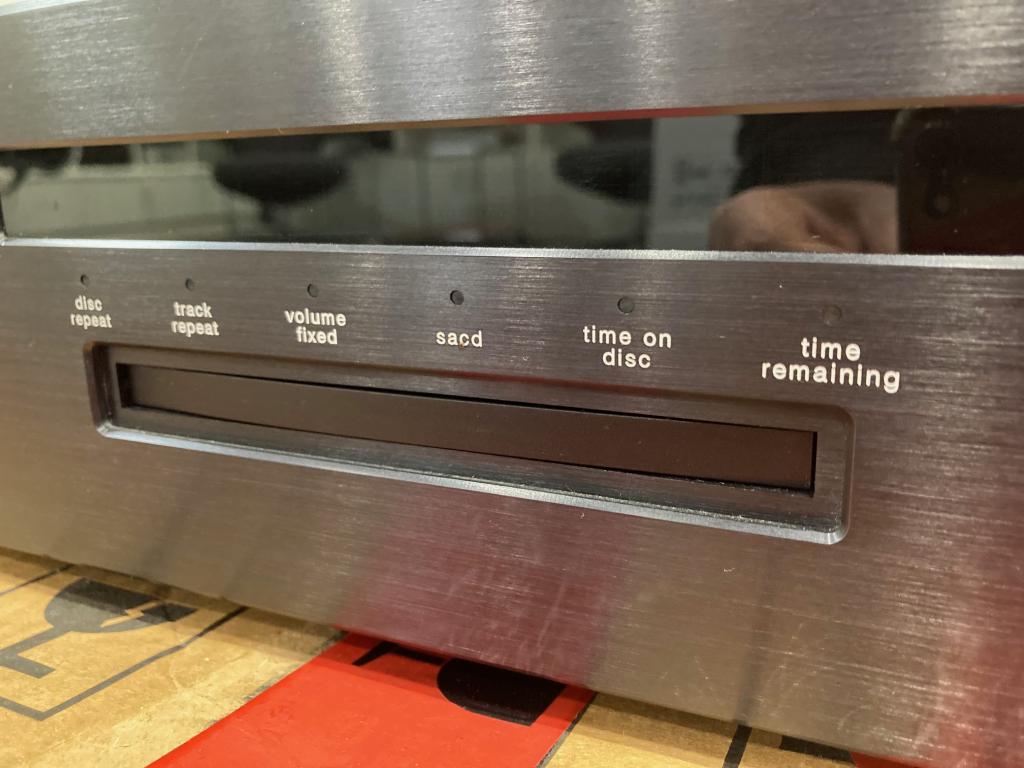 disc
repeat
track
repeat
volume
fixed
sacd
time on
disc
time
remaining